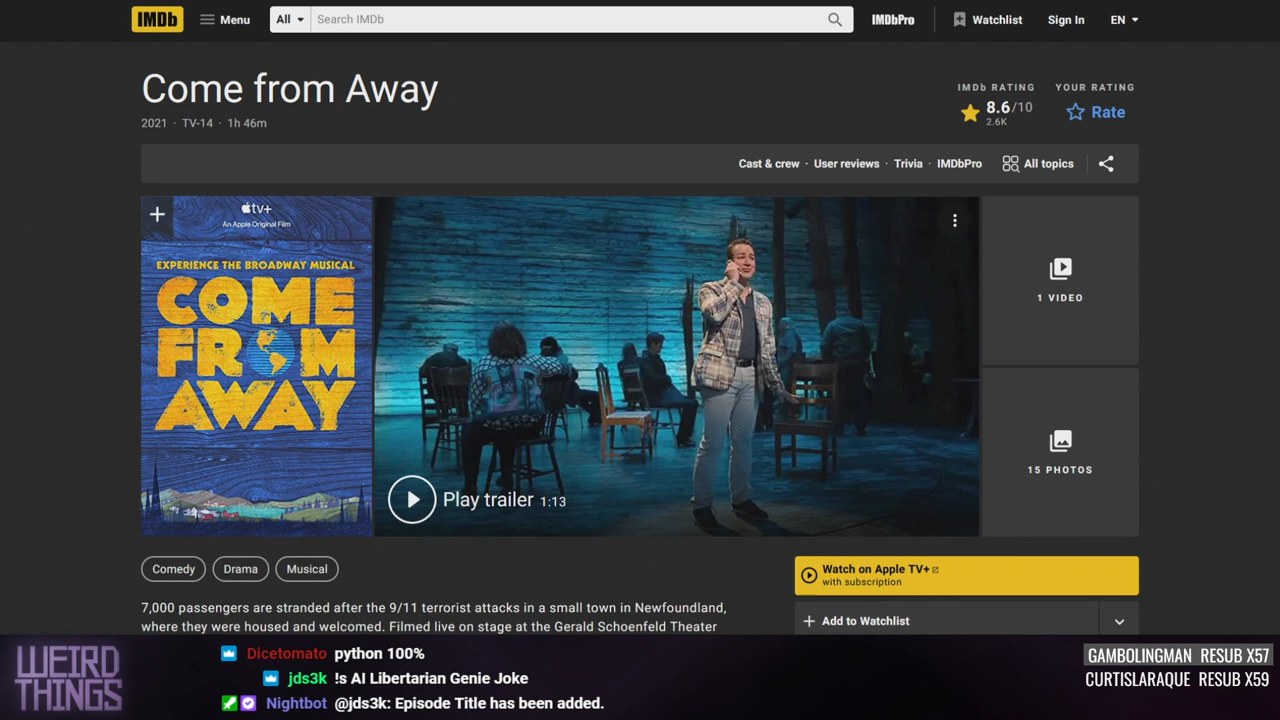 IMDb Menu All Search IMDb IMDbPro Watchlist Sign In EN
Come from Away
2021 · TV-14 · 1h 46m
IMDb RATING YOUR RATING
8.6/10
2.6K
Rate
Cast & crew · User reviews · Trivia · IMDbPro All topics
tv+
An Apple Original Film
EXPERIENCE THE BROADWAY MUSICAL
COME
FROM
AWAY
Play trailer 1:13
1 VIDEO
15 PHOTOS
Comedy Drama Musical
Watch on Apple TV+
with subscription
7,000 passengers are stranded after the 9/11 terrorist attacks in a small town in Newfoundland,
where they were housed and welcomed. Filmed live on stage at the Gerald Schoenfeld Theater
Add to Watchlist
WEIRD
THINGS
Dicetomato python 100%
jds3k !s AI Libertarian Genie Joke
Nightbot @jds3k: Episode Title has been added.
GAMBOLINGMAN RESUB X57
CURTISLARAQUE RESUB X59